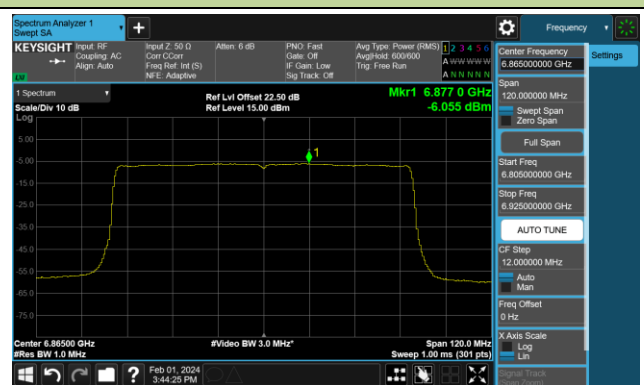 Spectrum Analyzer 1
Swept SA
+
Frequency
KEYSIGHT
Input: RF
Coupling: AC
Align: Auto
Input Z: 50 Ω
Corr CCorr
Freq Ref: Int (S)
NFE: Adaptive
Atten: 6 dB
PNO: Fast
Gate: Off
IF Gain: Low
Sig Track: Off
Avg Type: Power (RMS)
Avg|Hold: 600/600
Trig: Free Run
1 2 3 4 5 6
A W W W W W
A N N N N N
LW
1 Spectrum
Scale/Div 10 dB
Log
Ref Lvl Offset 22.50 dB
Ref Level 15.00 dBm
Mkr1 6.877 0 GHz
-6.055 dBm
1
5.00
-5.00
-15.0
-25.0
-35.0
-45.0
-55.0
-65.0
-75.0
Center 6.86500 GHz
#Res BW 1.0 MHz
#Video BW 3.0 MHz*
Span 120.0 MHz
Sweep 1.00 ms (301 pts)
Feb 01, 2024
3:44:25 PM
?
Center Frequency
6.865000000 GHz
Settings
Span
120.000000 MHz
Swept Span
Zero Span
Full Span
Start Freq
6.805000000 GHz
Stop Freq
6.925000000 GHz
AUTO TUNE
CF Step
12.000000 MHz
Auto
Man
Freq Offset
0 Hz
X Axis Scale
Log
Lin
Signal Track